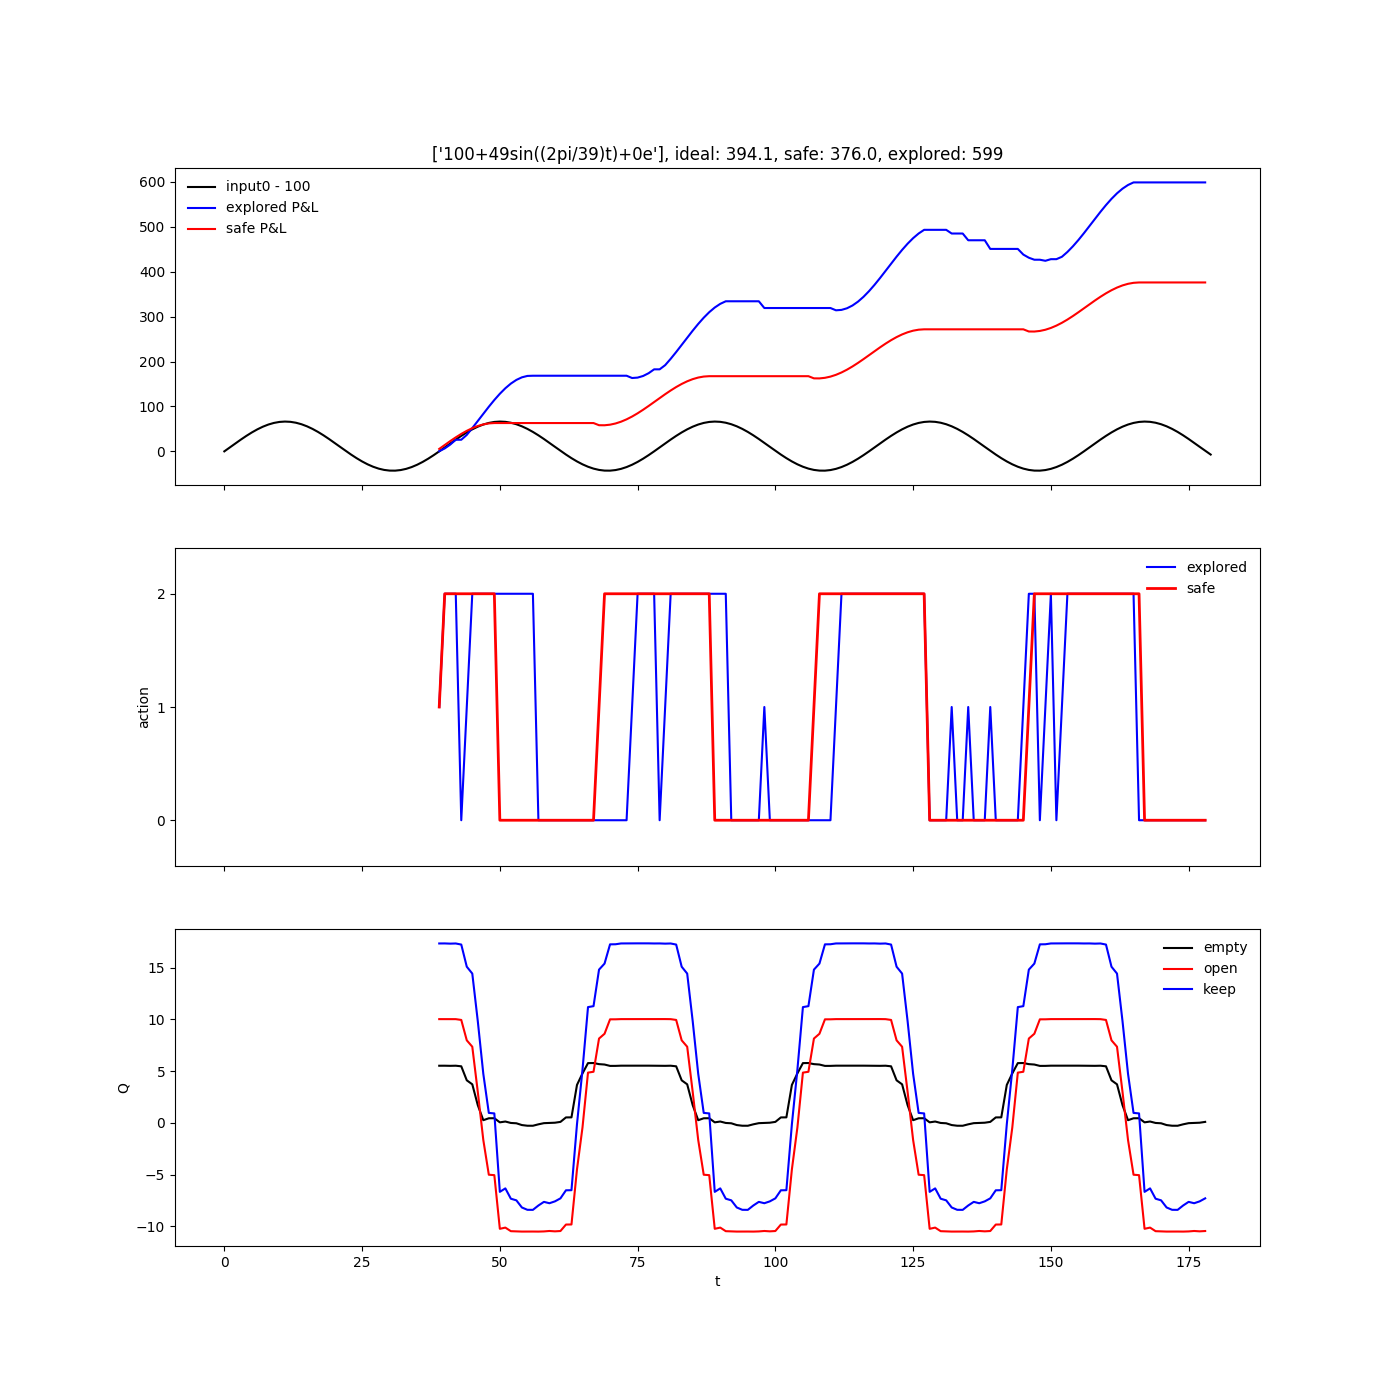 ['100+49sin((2pi/39)t)+0e'], ideal: 394.1, safe: 376.0, explored: 599
600
500
400
300
200
100
0
input0 - 100
explored P&L
safe P&L
2
1
0
action
explored
safe
15
10
5
0
−5
−10
Q
empty
open
keep
0
25
50
75
100
125
150
175
t